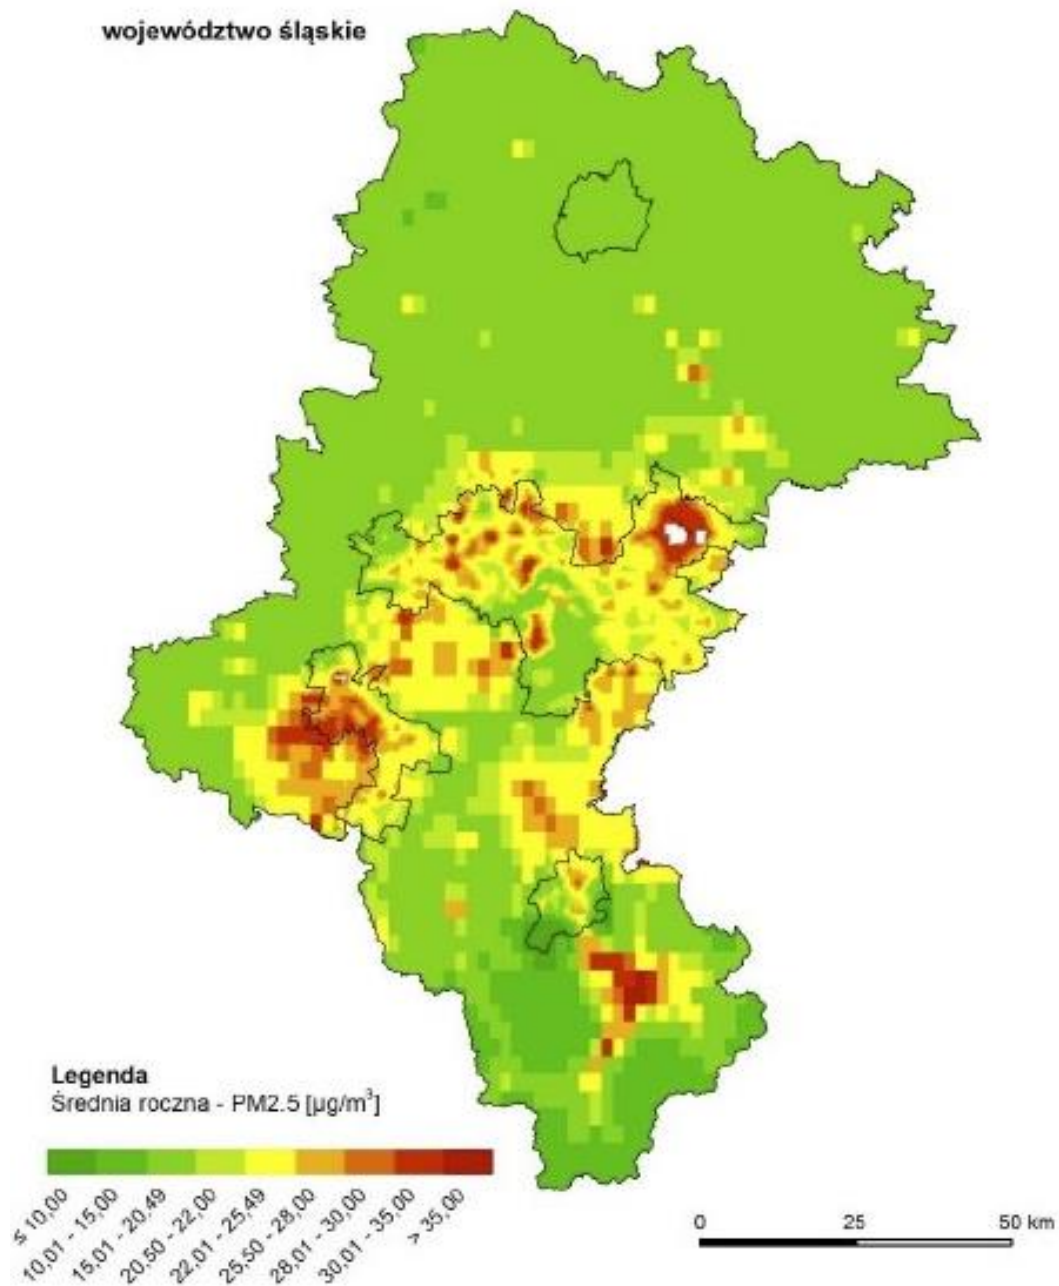 województwo śląskie
Legenda
Średnia roczna - PM2.5 [µg/m³]
≤ 10,00
10,01 - 15,00
15,01 - 20,49
20,50 - 22,00
22,01 - 25,49
25,50 - 28,00
28,01 - 30,00
30,01 - 35,00
> 35,00
0 25 50 km